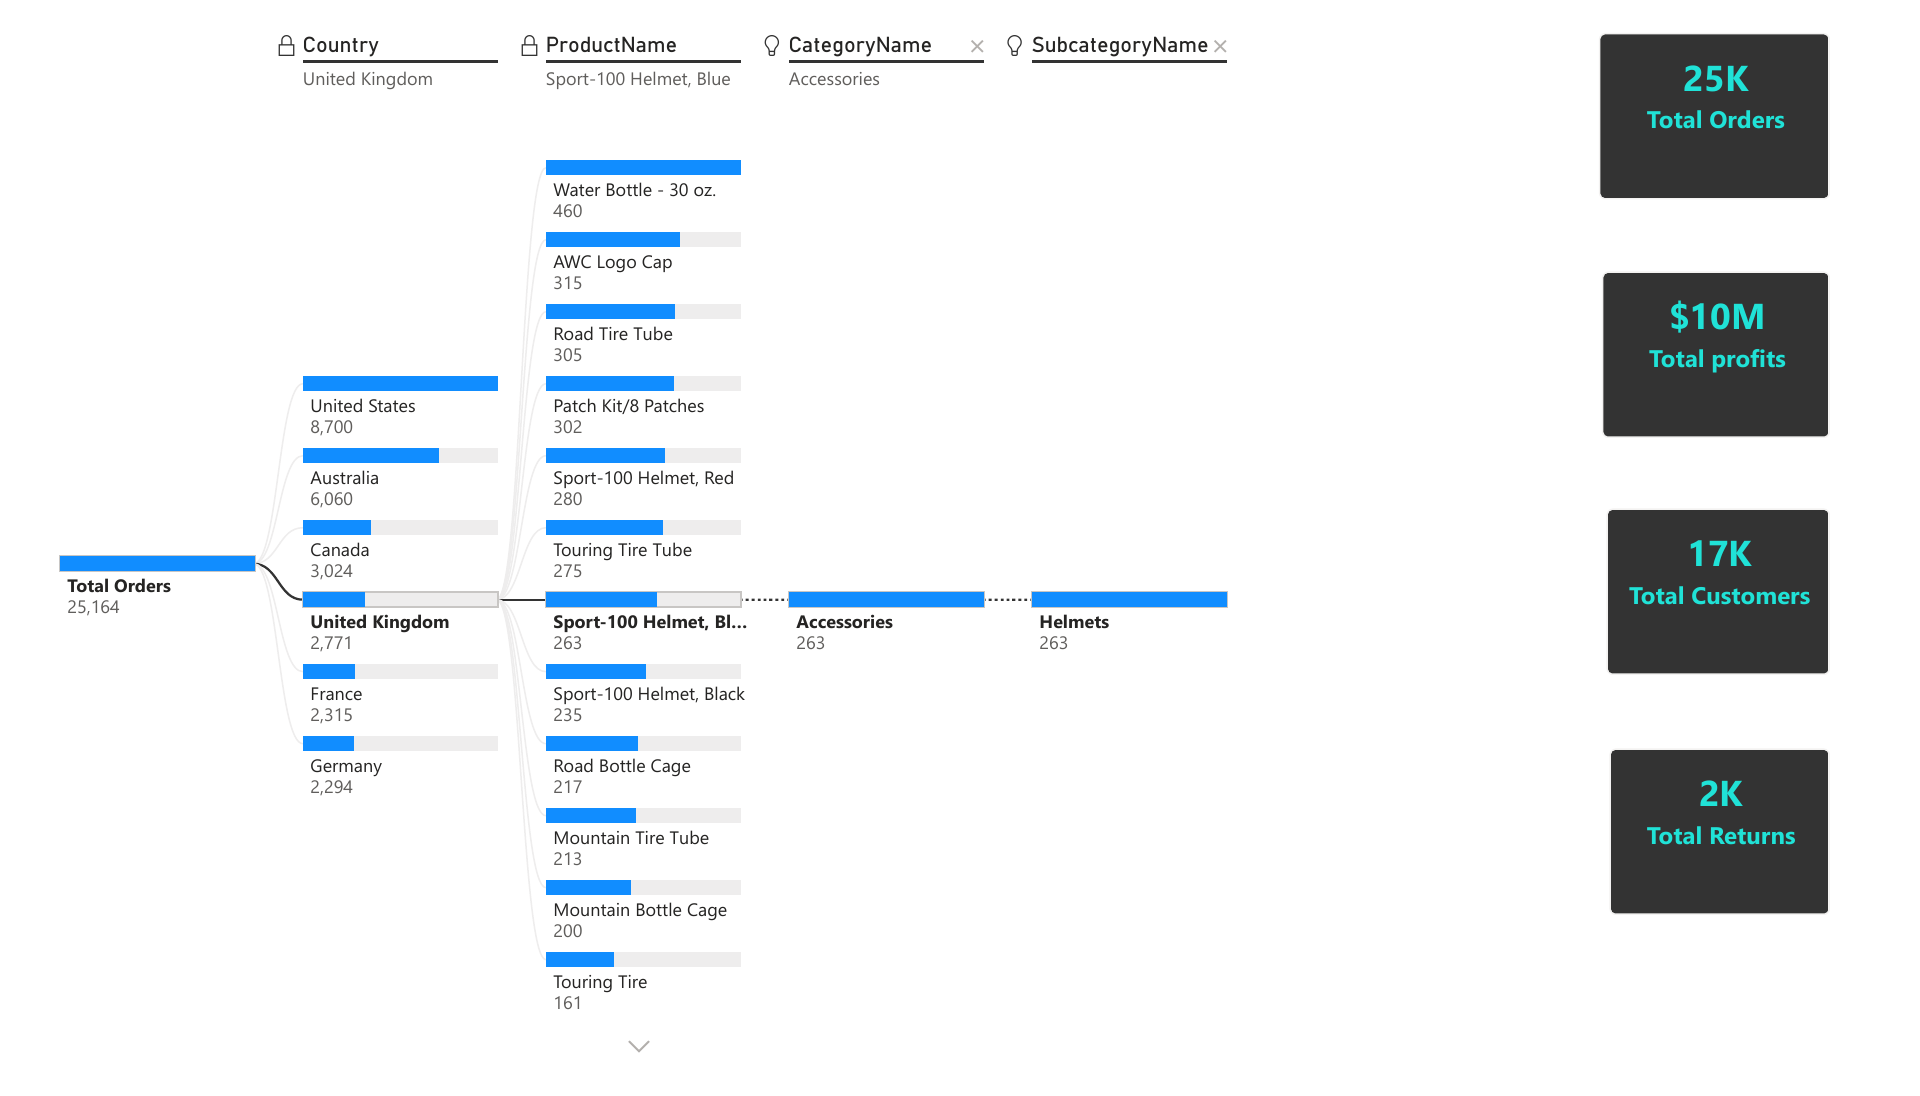 Country
United Kingdom
ProductName
Sport-100 Helmet, Blue
CategoryName
Accessories
SubcategoryName
Total Orders
25,164
United States
8,700
Australia
6,060
Canada
3,024
United Kingdom
2,771
France
2,315
Germany
2,294
Water Bottle - 30 oz.
460
AWC Logo Cap
315
Road Tire Tube
305
Patch Kit/8 Patches
302
Sport-100 Helmet, Red
280
Touring Tire Tube
275
Sport-100 Helmet, Bl...
263
Sport-100 Helmet, Black
235
Road Bottle Cage
217
Mountain Tire Tube
213
Mountain Bottle Cage
200
Touring Tire
161
Accessories
263
Helmets
263
25K
Total Orders
$10M
Total profits
17K
Total Customers
2K
Total Returns